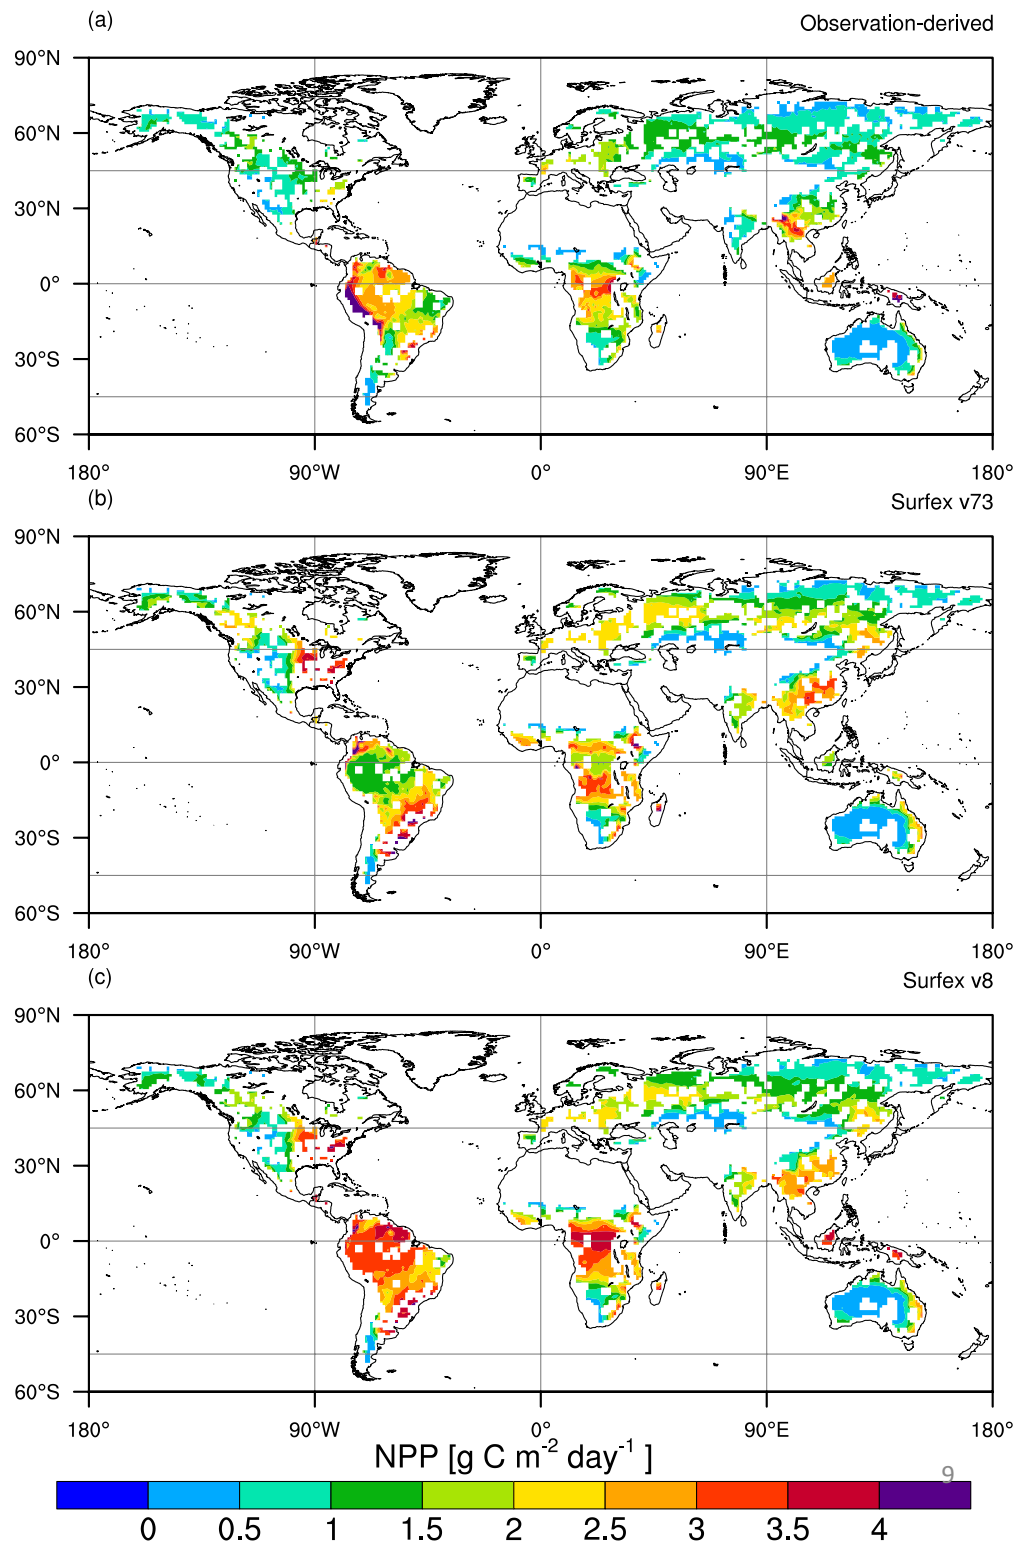 (a)
Observation-derived
90°N
60°N
30°N
0°
30°S
60°S
180° 90°W 0° 90°E 180°
(b)
Surfex v73
90°N
60°N
30°N
0°
30°S
60°S
180° 90°W 0° 90°E 180°
(c)
Surfex v8
90°N
60°N
30°N
0°
30°S
60°S
180° 90°W 0° 90°E 180°
NPP [g C m-2 day-1 ]
9
0 0.5 1 1.5 2 2.5 3 3.5 4